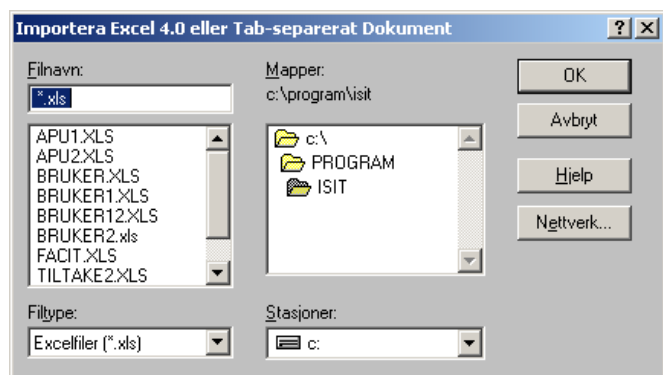 Importera Excel 4.0 eller Tab-separerat Dokument
Filnavn:
*.xls
APU1.XLS
APU2.XLS
BRUKER.XLS
BRUKER1.XLS
BRUKER12.XLS
BRUKER2.xls
FACIT.XLS
TILTAKE2.XLS
Filtype:
Excelfiler (*.xls)
Mapper:
c:\program\isit
c:\
PROGRAM
ISIT
Stasjoner:
c:
OK
Avbryt
Hjelp
Nettverk...